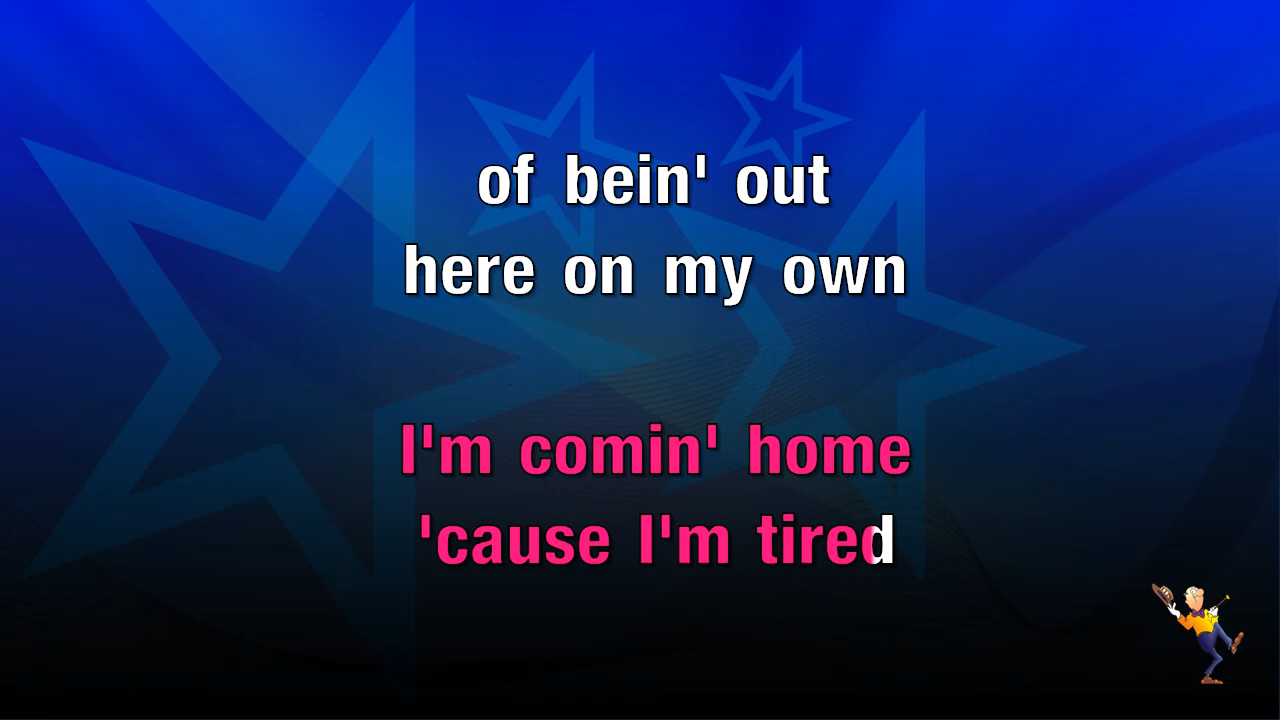 of bein' out
here on my own
I'm comin' home
'cause I'm tired